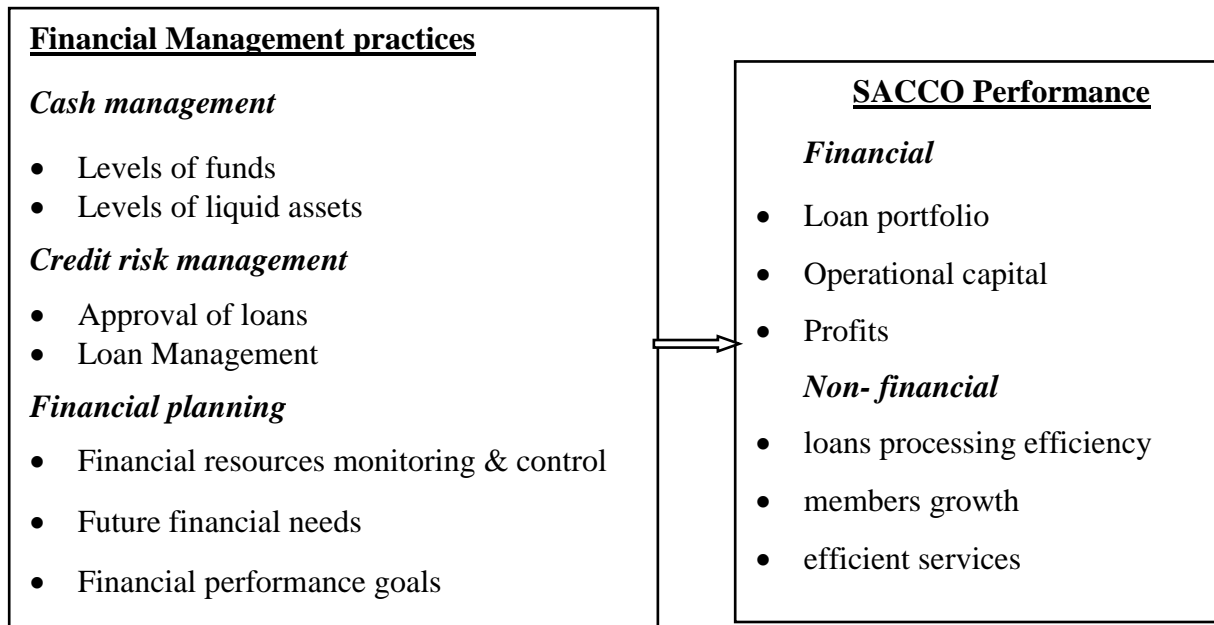 Financial Management practices
Cash management
• Levels of funds
• Levels of liquid assets
Credit risk management
• Approval of loans
• Loan Management
Financial planning
• Financial resources monitoring & control
• Future financial needs
• Financial performance goals
SACCO Performance
Financial
• Loan portfolio
• Operational capital
• Profits
Non- financial
• loans processing efficiency
• members growth
• efficient services